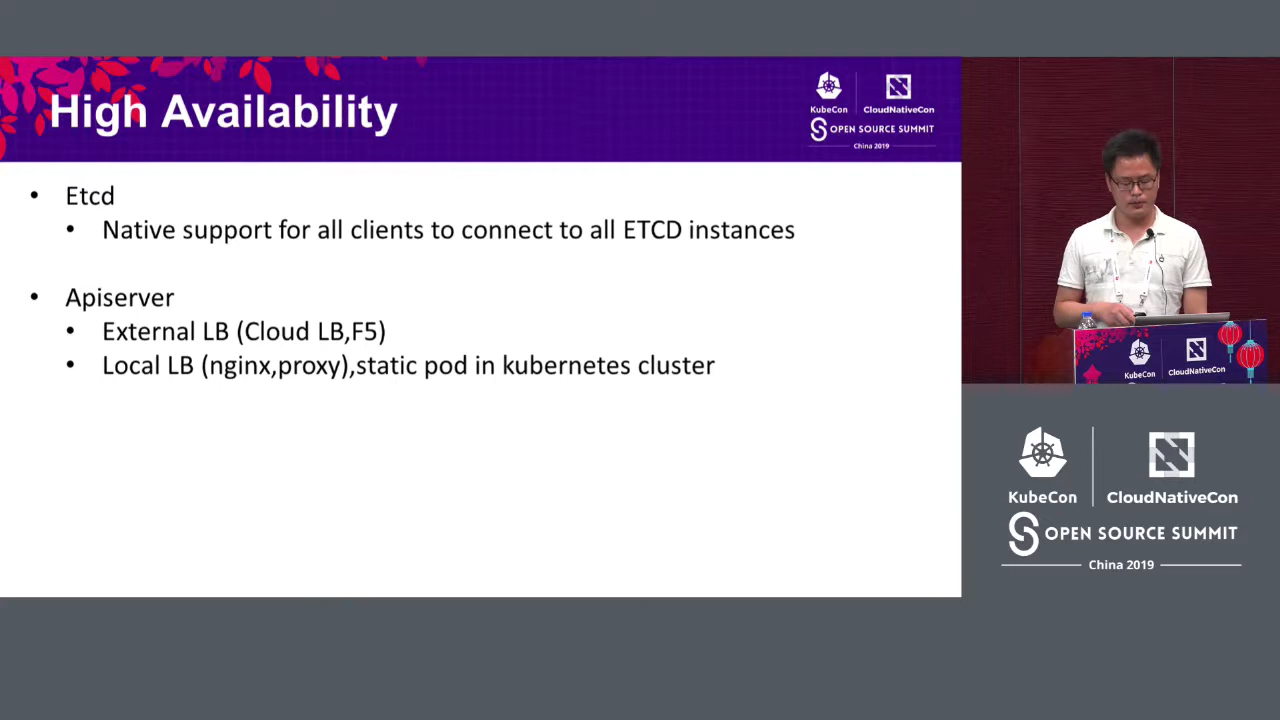 High Availability
KubeCon
CloudNativeCon
OPEN SOURCE SUMMIT
China 2019
• Etcd
• Native support for all clients to connect to all ETCD instances
• Apiserver
• External LB (Cloud LB,F5)
• Local LB (nginx,proxy),static pod in kubernetes cluster
KubeCon
CloudNativeCon
KubeCon
CloudNativeCon
OPEN SOURCE SUMMIT
China 2019